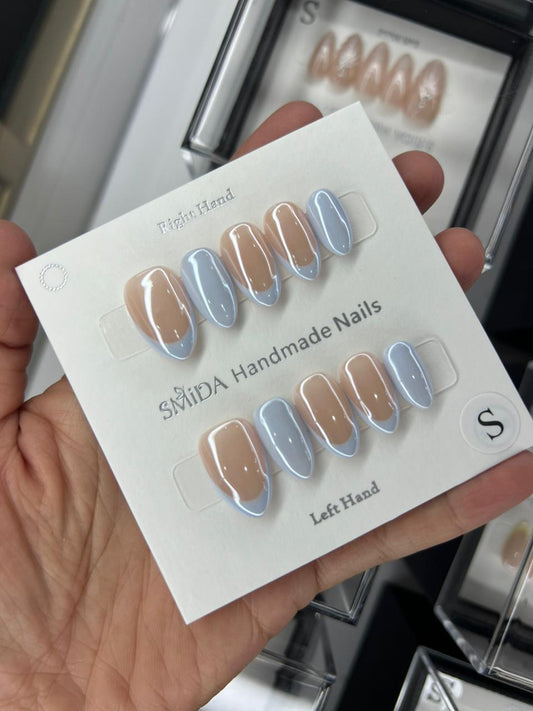 S
Right Hand
SMiDA Handmade Nails
S
Left Hand
S